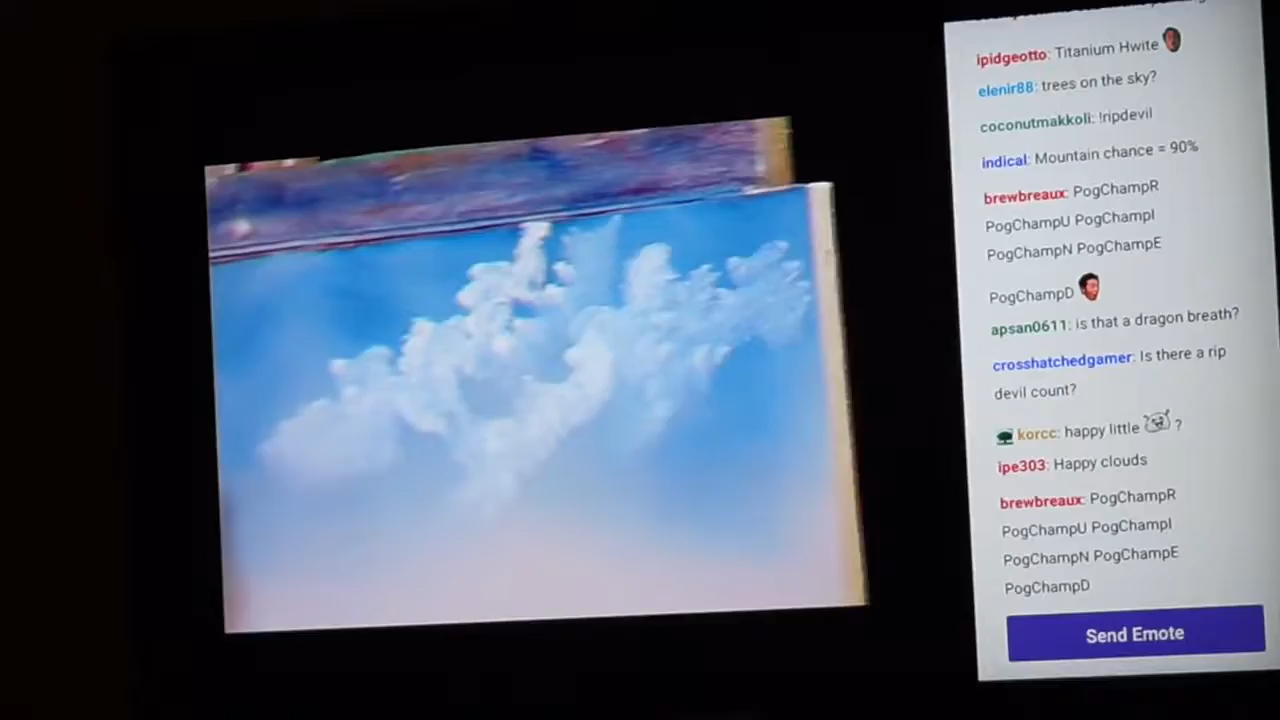 ipidgeotto: Titanium Hwite
elenir88: trees on the sky?
coconutmakkoli: !ripdevil
indical: Mountain chance = 90%
brewbreaux: PogChampR
PogChampU PogChampI
PogChampN PogChampE
PogChampD
apsan0611: is that a dragon breath?
crosshatchedgamer: Is there a rip
devil count?
korcc: happy little ?
ipe303: Happy clouds
brewbreaux: PogChampR
PogChampU PogChampI
PogChampN PogChampE
PogChampD
Send Emote